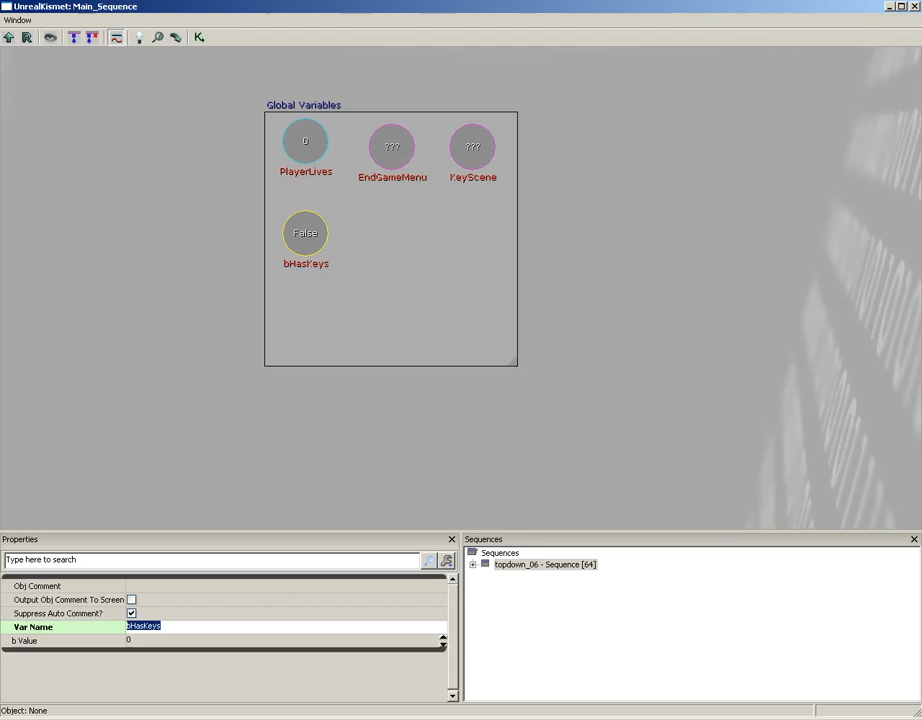 UnrealKismet: Main_Sequence
Window
Global Variables
0
???
???
PlayerLives
EndGameMenu
KeyScene
False
bHasKeys
Properties
Type here to search
Obj Comment
Output Obj Comment To Screen
Suppress Auto Comment?
Var Name bHasKeys
b Value 0
Sequences
Sequences
topdown_06 - Sequence [64]
Object: None